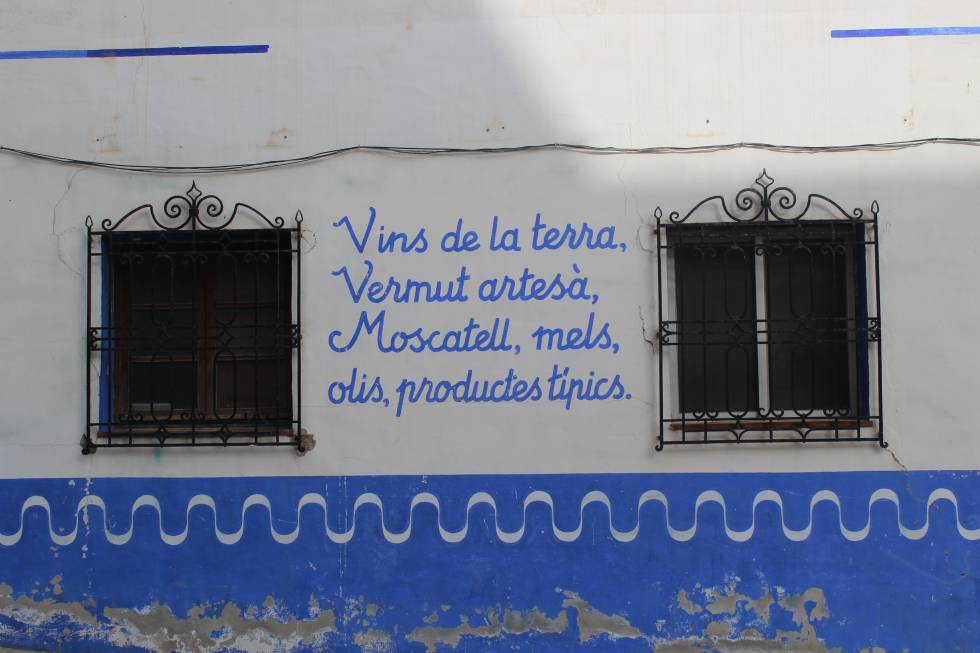 Vins de la terra,
Vermut artesà,
Moscatell, mels,
olis, productes típics.